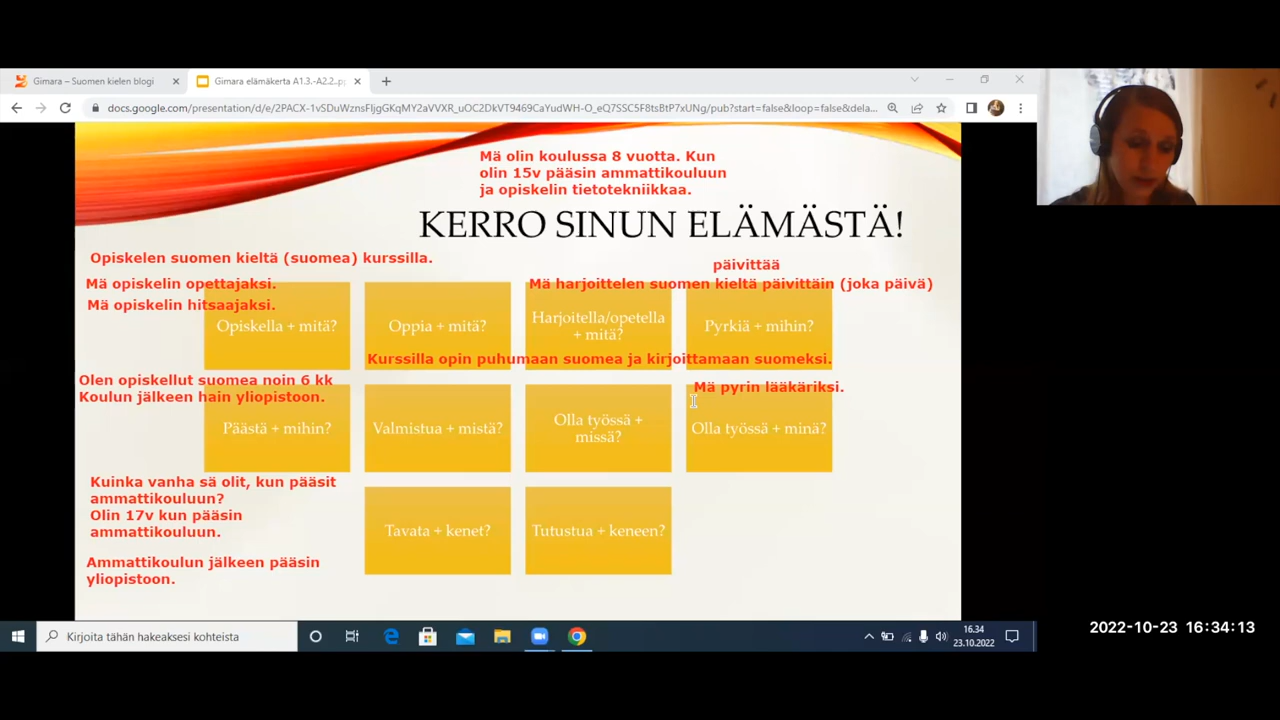 Gimara – Suomen kielen blogi
Gimara elämäkerta A1.3.-A2.2..p
docs.google.com/presentation/d/e/2PACX-1vSDuWznsFIjgGKqMY2aVVXR_uOC2DkVT9469CaYudWH-O_eQ7SSC5F8tsBtP7xUNg/pub?start=false&loop=false&dela...
Mä olin koulussa 8 vuotta. Kun
olin 15v pääsin ammattikouluun
ja opiskelin tietotekniikkaa.
KERRO SINUN ELÄMÄSTÄ!
Opiskelen suomen kieltä (suomea) kurssilla.
päivittää
Mä opiskelin opettajaksi.
Mä harjoittelen suomen kieltä päivittäin (joka päivä)
Mä opiskelin hitsaajaksi.
Opiskella + mitä?
Oppia + mitä?
Harjoitella/opetella
+ mitä?
Pyrkiä + mihin?
Kurssilla opin puhumaan suomea ja kirjoittamaan suomeksi.
Olen opiskellut suomea noin 6 kk
Koulun jälkeen hain yliopistoon.
Mä pyrin lääkäriksi.
Päästä + mihin?
Valmistua + mistä?
Olla työssä +
missä?
Olla työssä + minä?
Kuinka vanha sä olit, kun pääsit
ammattikouluun?
Olin 17v kun pääsin
ammattikouluun.
Tavata + kenet?
Tutustua + keneen?
Ammattikoulun jälkeen pääsin
yliopistoon.
Kirjoita tähän hakeaksesi kohteista
16.34
23.10.2022
2022-10-23 16:34:13